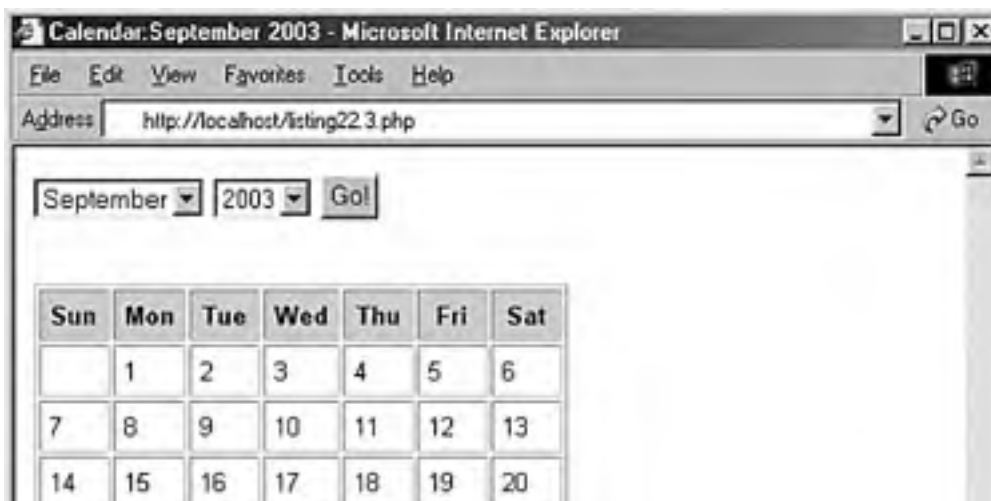 Calendar:September 2003 - Microsoft Internet Explorer
File Edit View Favorites Tools Help
Address http://localhost/listing22.3.php Go
September 2003 Go!
Sun Mon Tue Wed Thu Fri Sat
1 2 3 4 5 6
7 8 9 10 11 12 13
14 15 16 17 18 19 20